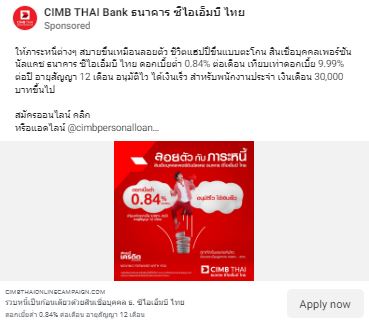 CIMB THAI Bank ธนาคาร ซีไอเอ็มบี ไทย
Sponsored
ให้ภาระหนี้ต่างๆ สบายขึ้นเหมือนลอยตัว ชีวิตแฮปปี้ขึ้นแบบตะโกน สินเชื่อบุคคลเพอร์ซัน
นัลแคช ธนาคาร ซีไอเอ็มบี ไทย ดอกเบี้ยต่ำ 0.84% ต่อเดือน เทียบเท่าดอกเบี้ย 9.99%
ต่อปี อายุสัญญา 12 เดือน อนุมัติไว ได้เงินเร็ว สำหรับพนักงานประจำ เงินเดือน 30,000
บาทขึ้นไป
สมัครออนไลน์ คลิก
หรือแอดไลน์ @cimbpersonalloan...
ลอยตัว กับ ภาระหนี้
ดอกเบี้ยต่ำ
0.84%
อนุมัติไว ได้เงินเร็ว
CIMB THAI
CIMBTHAIONLINECAMPAIGN.COM
รวบหนี้เป็นก้อนเดียวด้วยสินเชื่อบุคคล ธ. ซีไอเอ็มบี ไทย
ดอกเบี้ยต่ำ 0.84% ต่อเดือน อายุสัญญา 12 เดือน
Apply now